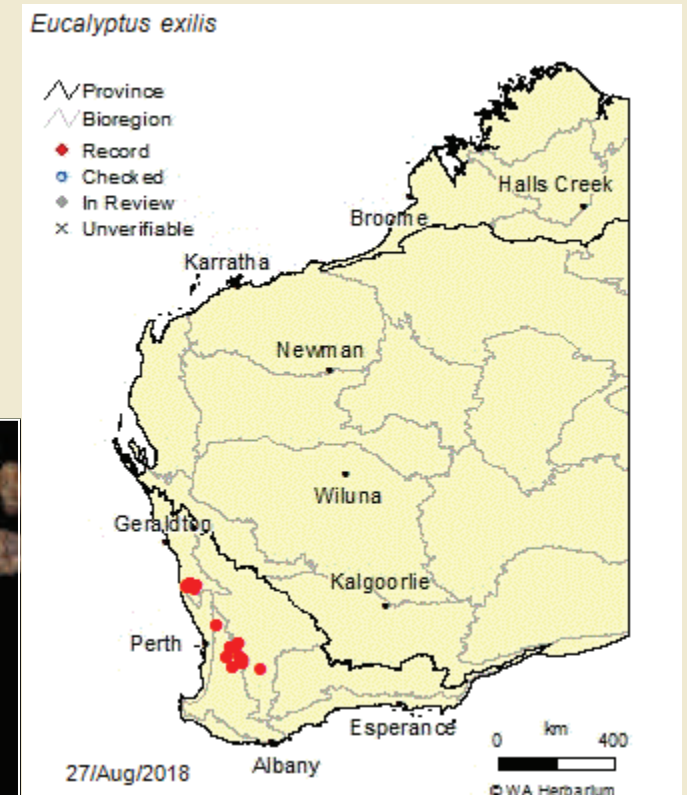 Eucalyptus exilis
Province
Bioregion
Record
Checked
In Review
Unverifiable
Halls Creek
Broome
Karratha
Newman
Wiluna
Geraldton
Kalgoorlie
Perth
Esperance
km
0 400
Albany
27/Aug/2018
© WA Herbarium